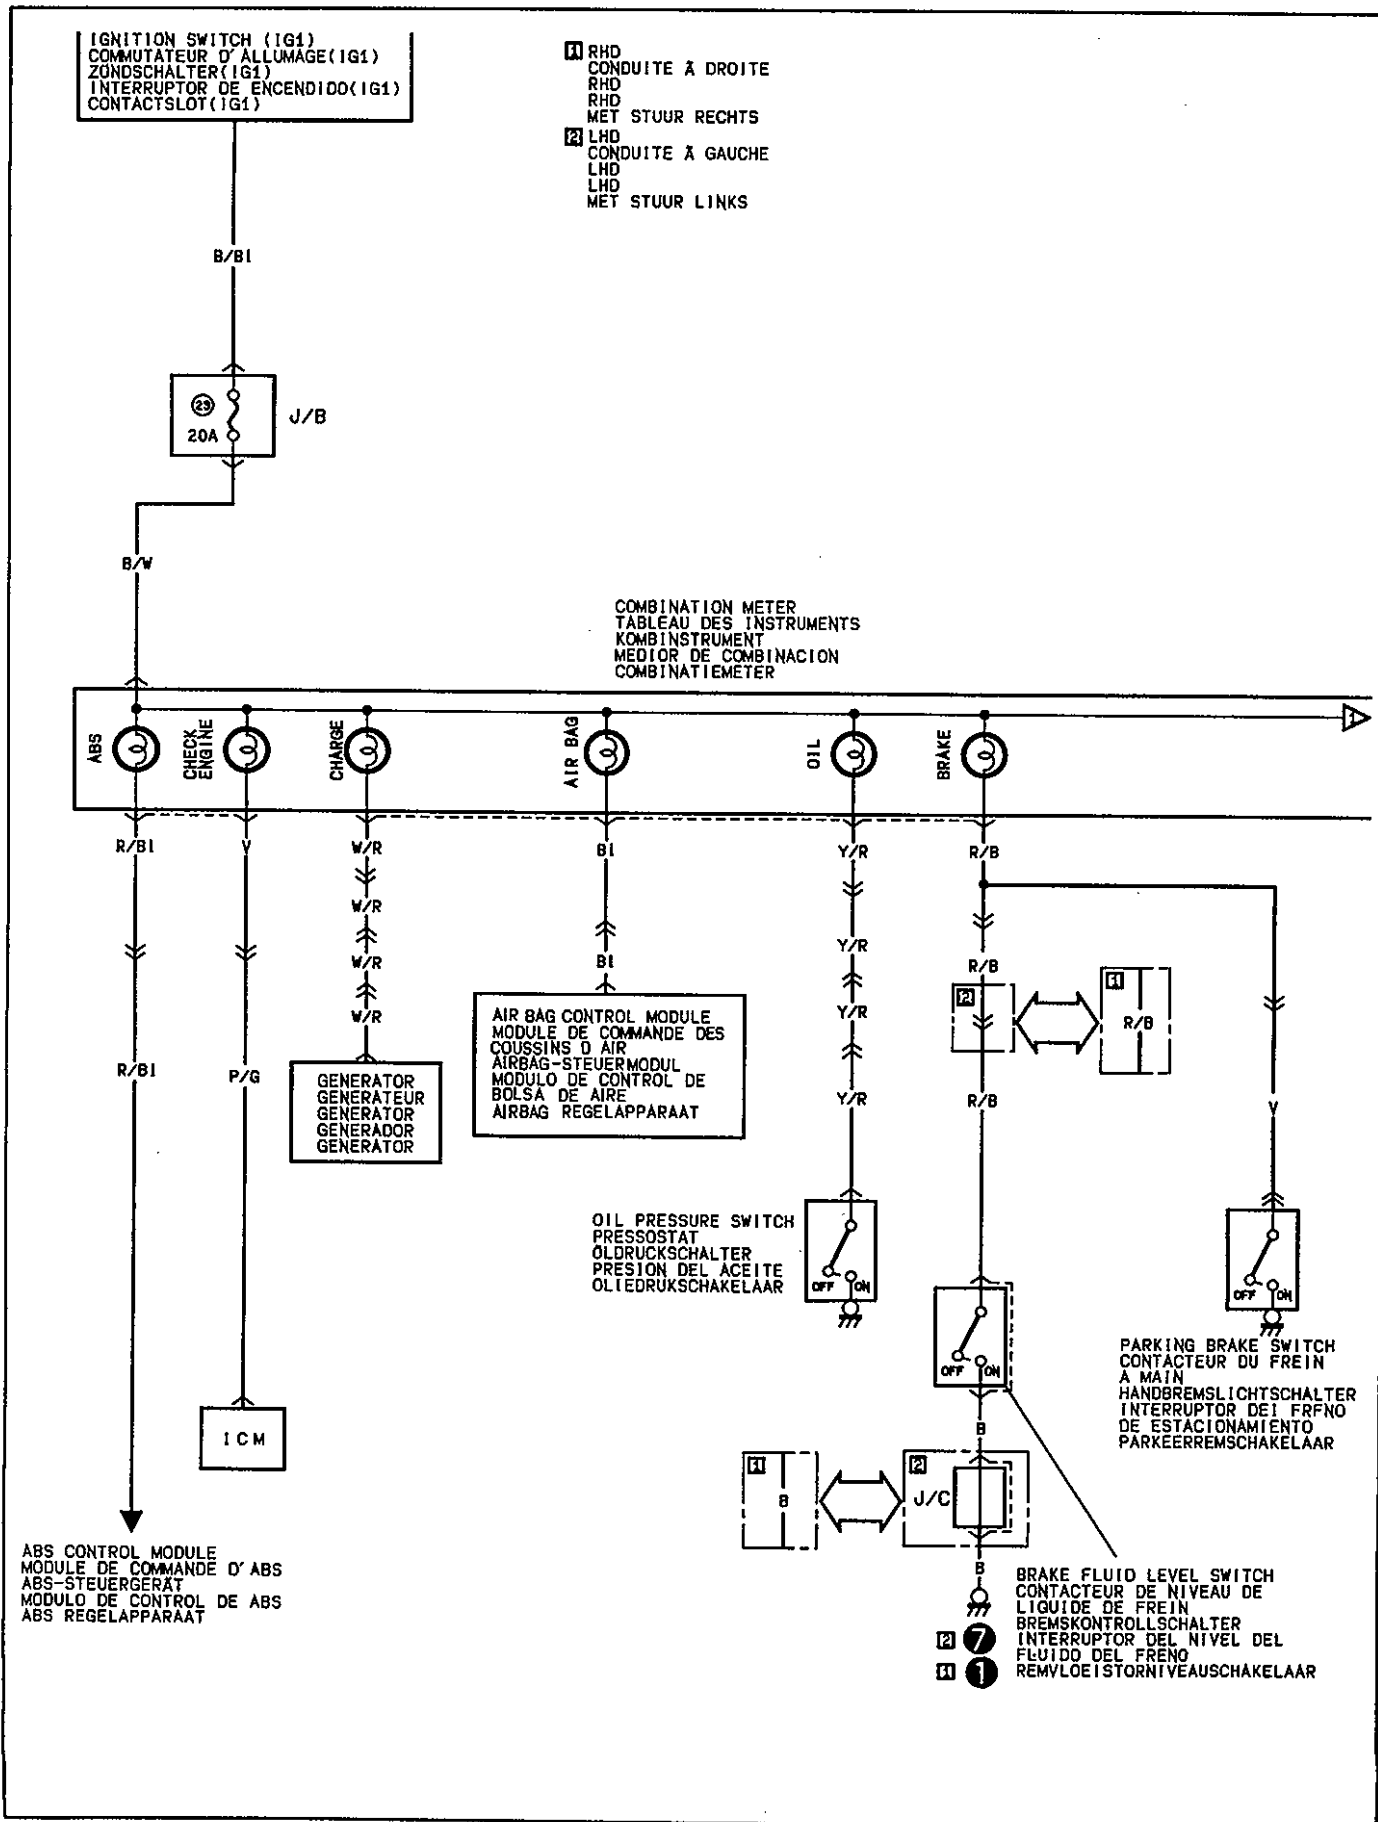 IGNITION SWITCH (IG1)
COMMUTATEUR D'ALLUMAGE(IG1)
ZONDSCHALTER(IG1)
INTERRUPTOR DE ENCENDIDO(IG1)
CONTACTSLOT(IG1)
1 RHD
CONDUITE À DROITE
RHD
RHD
MET STUUR RECHTS
2 LHD
CONDUITE À GAUCHE
LHD
LHD
MET STUUR LINKS
B/Bl
29
20A
J/B
B/W
COMBINATION METER
TABLEAU DES INSTRUMENTS
KOMBINSTRUMENT
MEDIOR DE COMBINACION
COMBINATIEMETER
ABS
CHECK
ENGINE
CHARGE
AIR BAG
OIL
BRAKE
1
R/Bl
V
W/R
Bl
Y/R
R/B
W/R
Y/R
R/B
W/R
Bl
2
1
R/B
W/R
Y/R
R/Bl
P/G
Y/R
R/B
V
AIR BAG CONTROL MODULE
MODULE DE COMMANDE DES
COUSSINS D AIR
AIRBAG-STEUERMODUL
MODULO DE CONTROL DE
BOLSA DE AIRE
AIRBAG REGELAPPARAAT
GENERATOR
GENERATEUR
GENERATOR
GENERADOR
GENERATOR
OIL PRESSURE SWITCH
PRESSOSTAT
ÖLDRUCKSCHALTER
PRESION DEL ACEITE
OLIEDRUKSCHAKELAAR
OFF ON
OFF ON
OFF ON
PARKING BRAKE SWITCH
CONTACTEUR DU FREIN
A MAIN
HANDBREMSLICHTSCHALTER
INTERRUPTOR DEI FRFNO
DE ESTACIONAMIENTO
PARKEERREMSCHAKELAAR
ICM
B
1
B
2
J/C
B
ABS CONTROL MODULE
MODULE DE COMMANDE D'ABS
ABS-STEUERGERÄT
MODULO DE CONTROL DE ABS
ABS REGELAPPARAAT
BRAKE FLUID LEVEL SWITCH
CONTACTEUR DE NIVEAU DE
LIQUIDE DE FREIN
BREMSKONTROLLSCHALTER
INTERRUPTOR DEL NIVEL DEL
FLUIDO DEL FRENO
REMVLOEISTORNIVEAUSCHAKELAAR
2 7
1 1